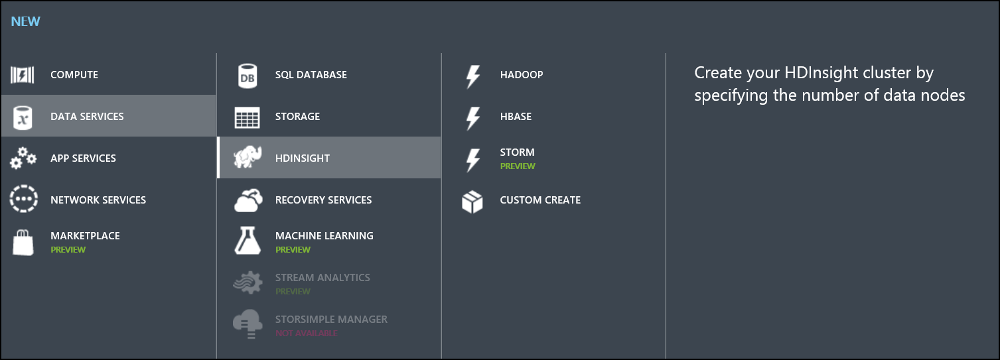 NEW
COMPUTE
DATA SERVICES
APP SERVICES
NETWORK SERVICES
MARKETPLACE
PREVIEW
DB
SQL DATABASE
STORAGE
HDINSIGHT
RECOVERY SERVICES
MACHINE LEARNING
PREVIEW
STREAM ANALYTICS
PREVIEW
STORSIMPLE MANAGER
NOT AVAILABLE
HADOOP
HBASE
STORM
PREVIEW
CUSTOM CREATE
Create your HDInsight cluster by
specifying the number of data nodes